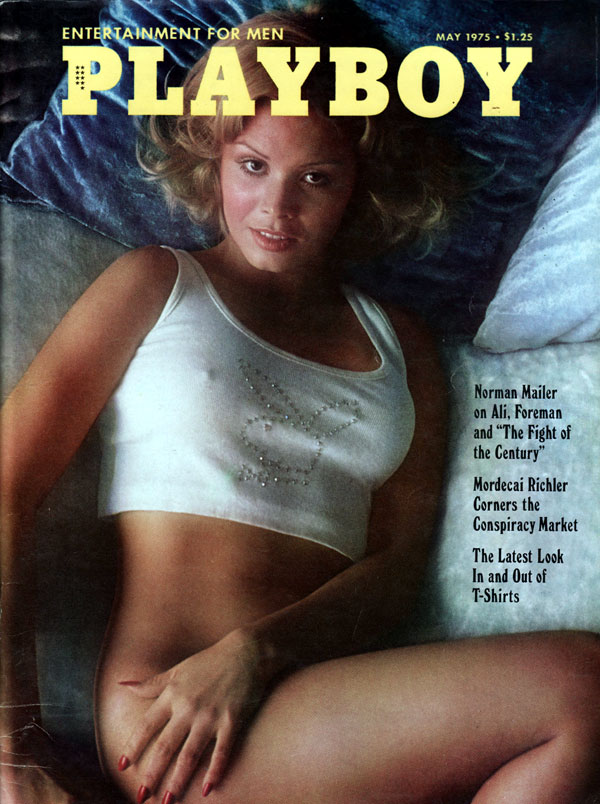 ENTERTAINMENT FOR MEN
MAY 1975 • $1.25
PLAYBOY
Norman Mailer
on Ali, Foreman
and "The Fight of
the Century"
Mordecai Richler
Corners the
Conspiracy Market
The Latest Look
In and Out of
T-Shirts